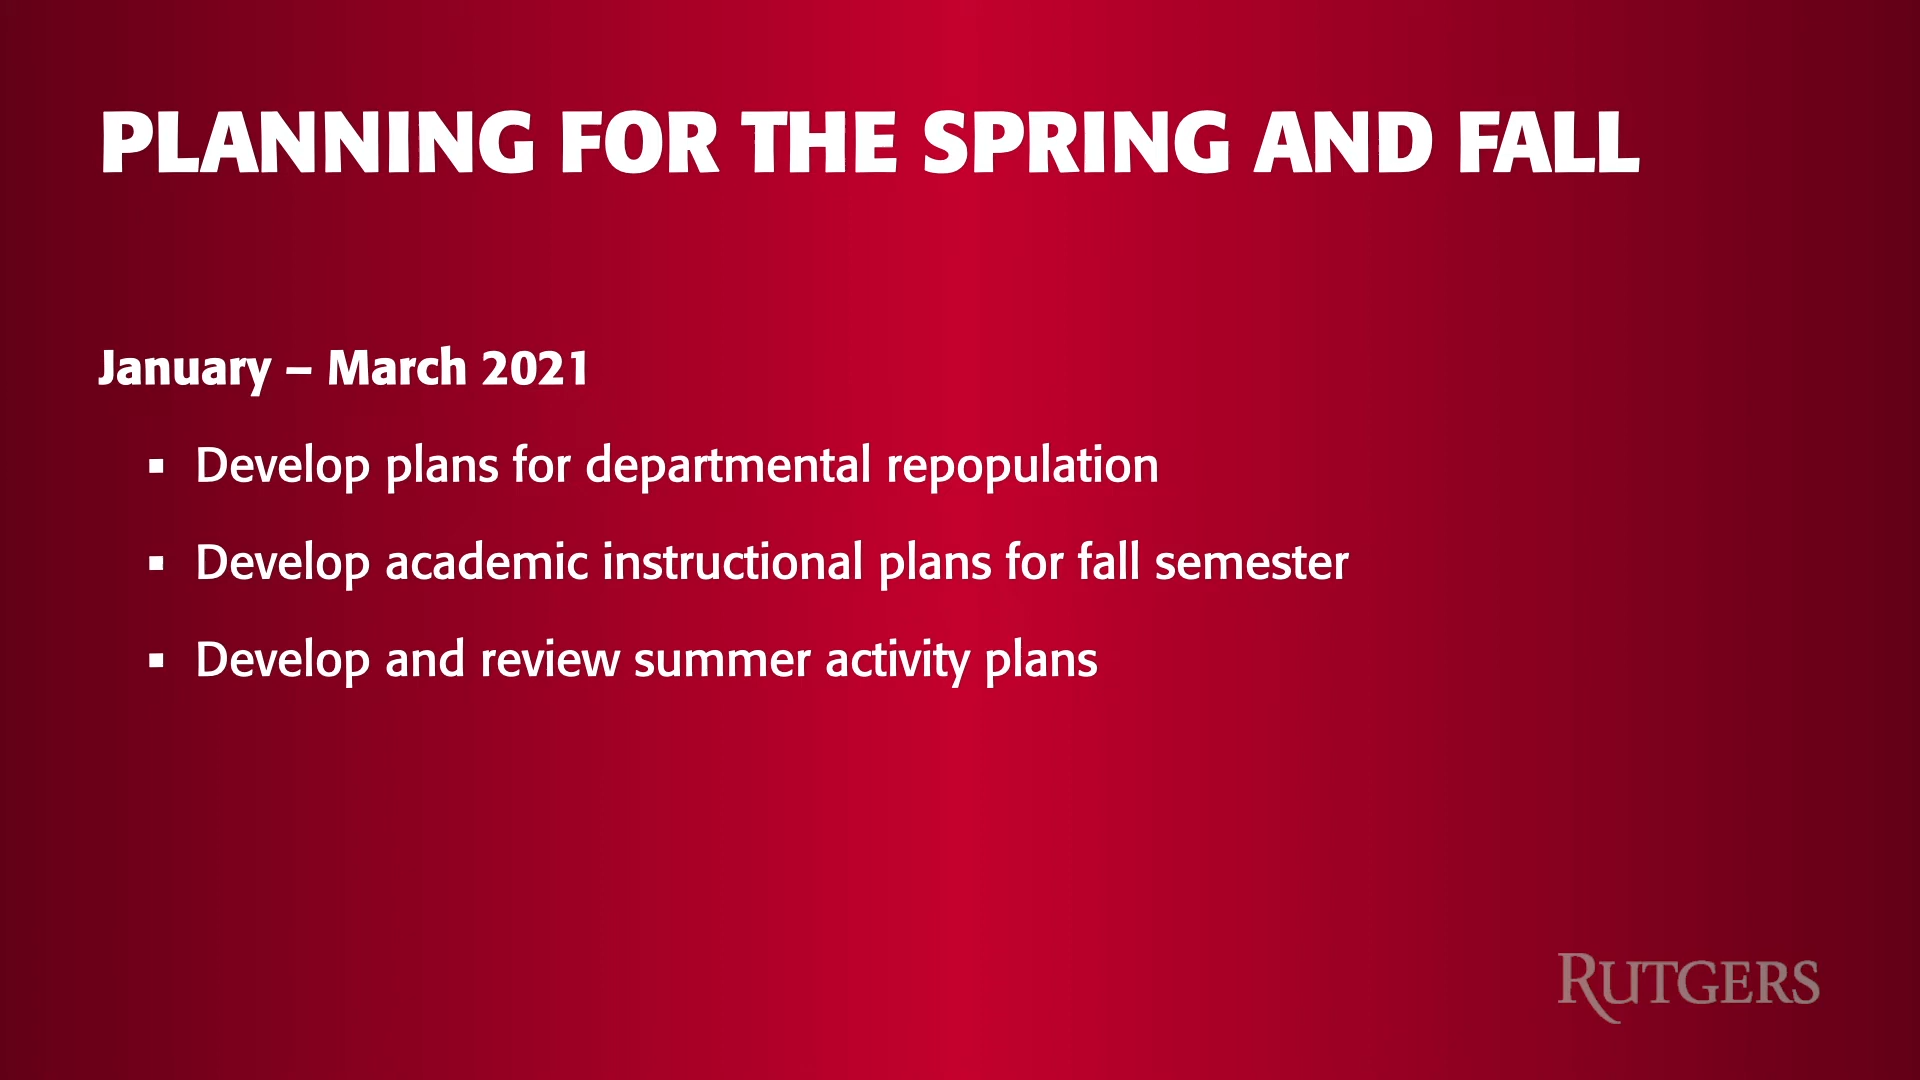 PLANNING FOR THE SPRING AND FALL
January – March 2021
▪ Develop plans for departmental repopulation
▪ Develop academic instructional plans for fall semester
▪ Develop and review summer activity plans
RUTGERS